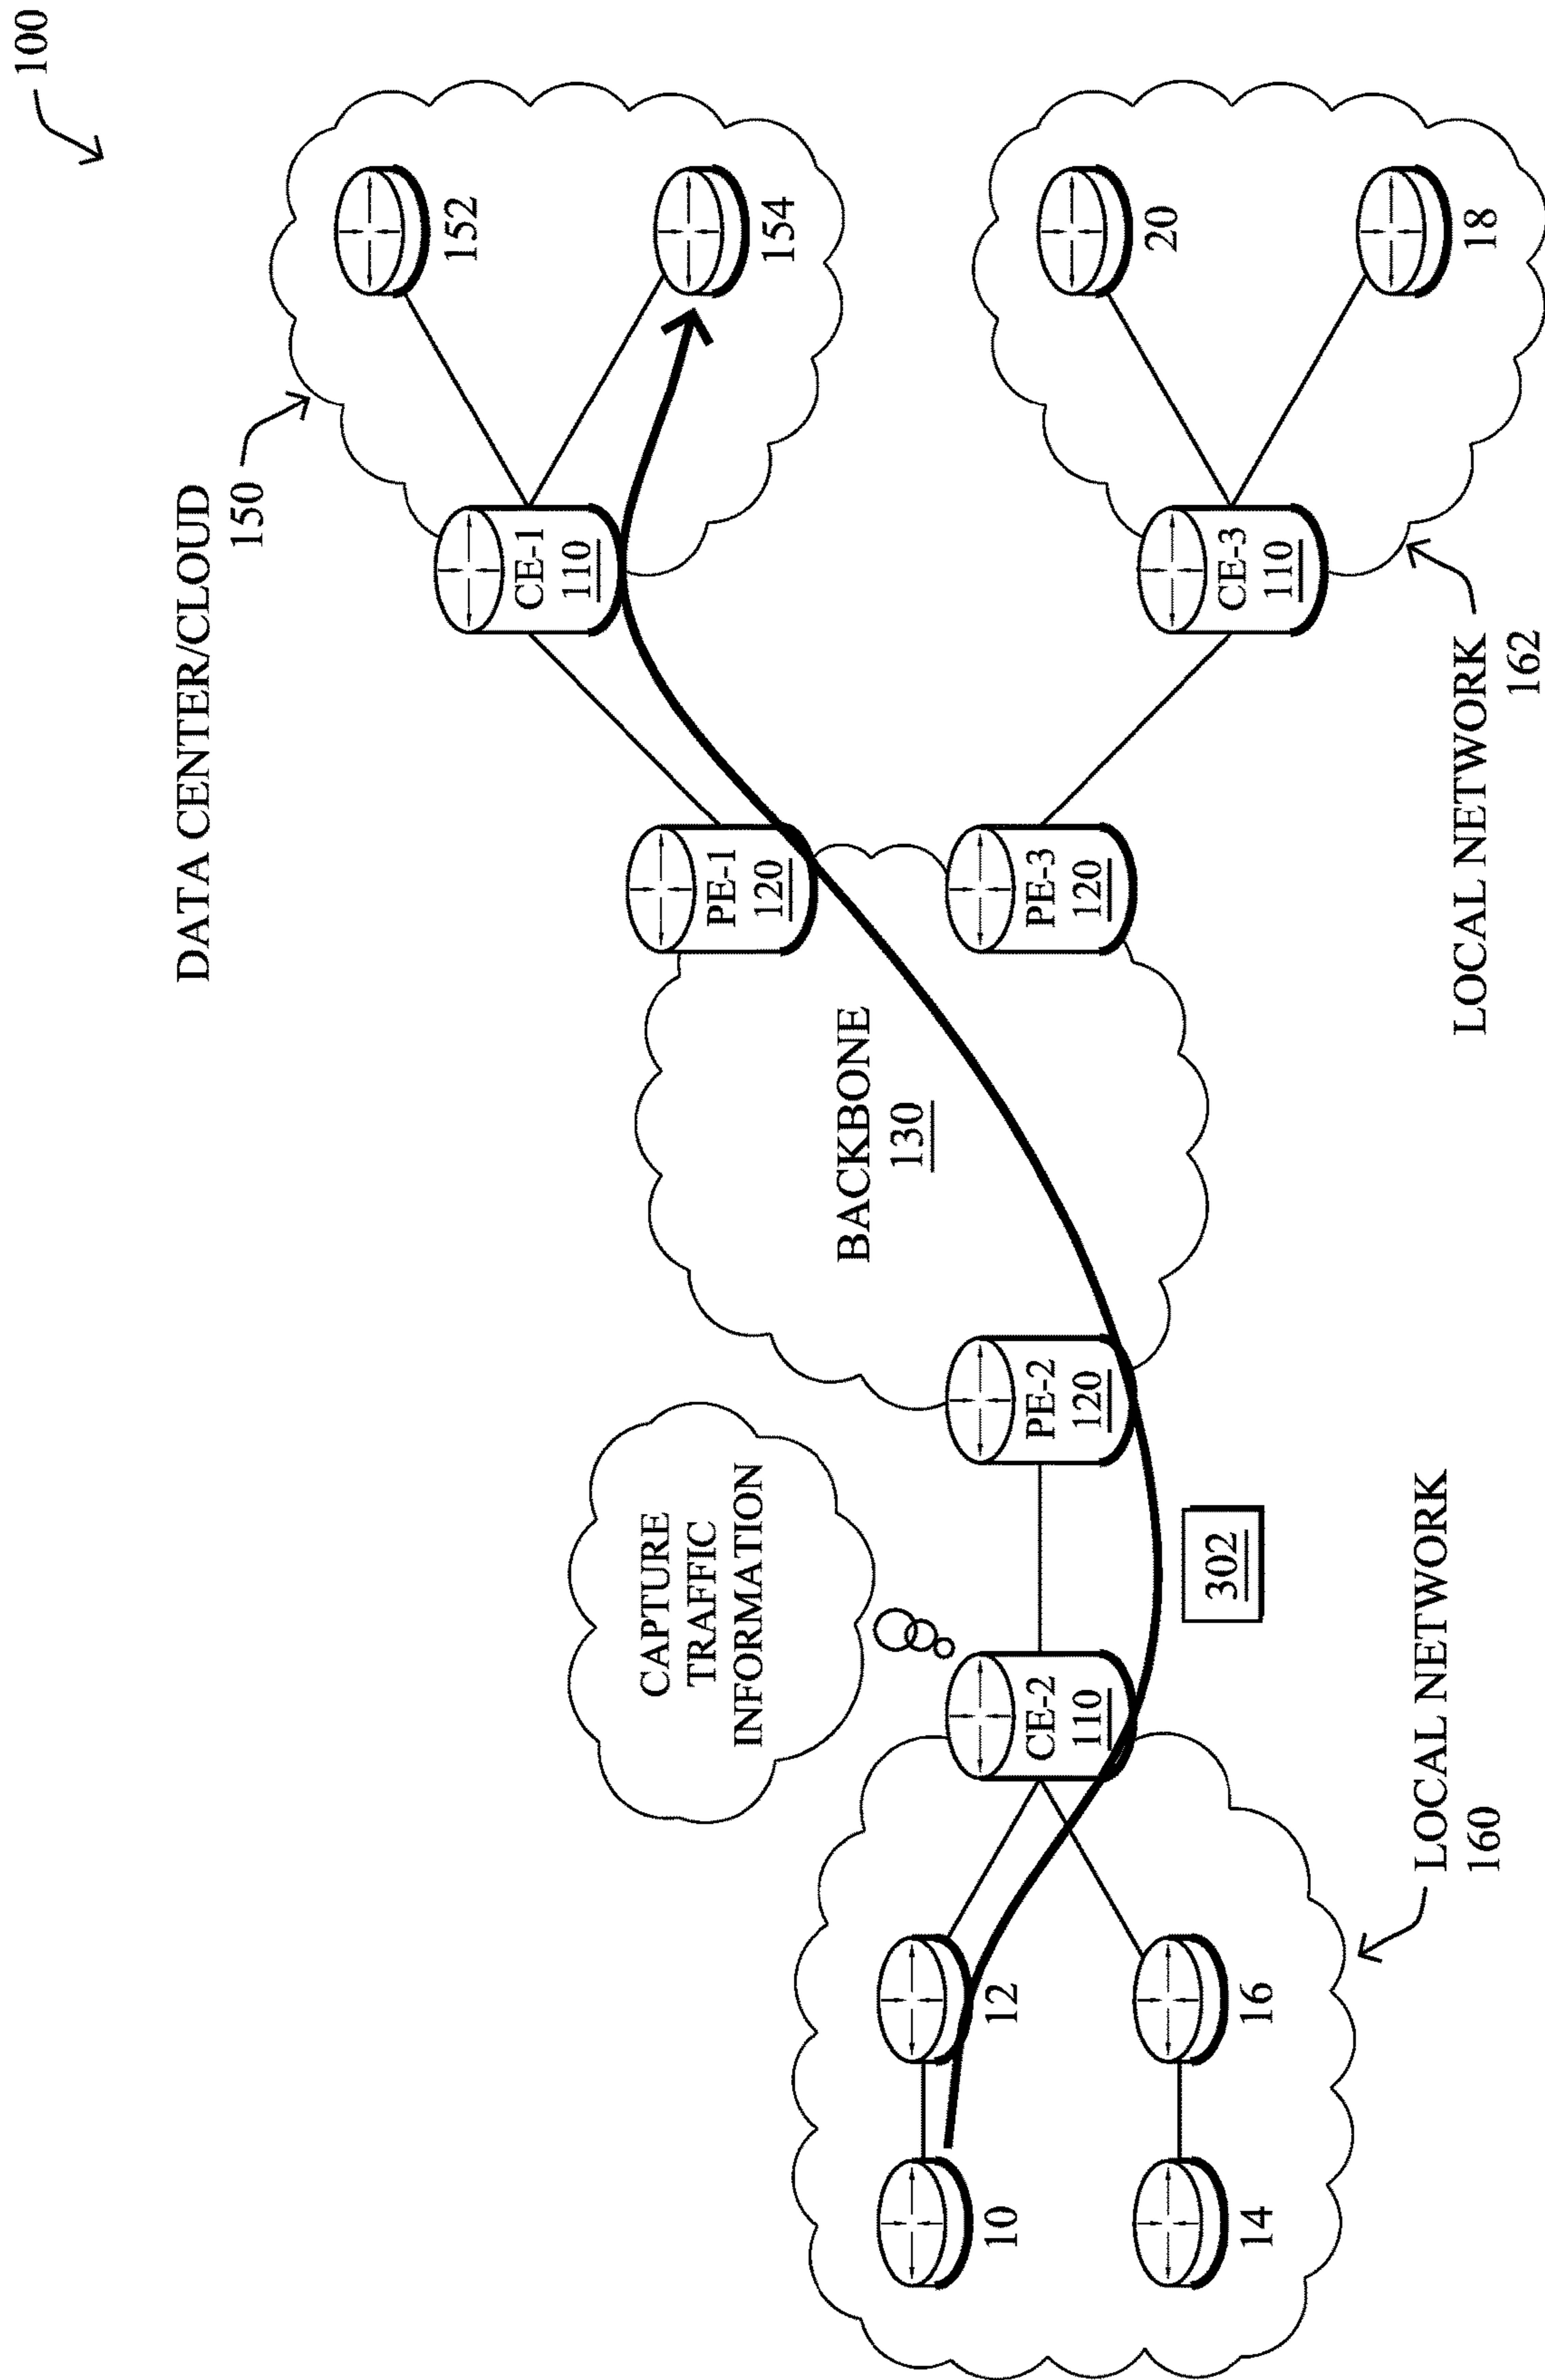 100
DATA CENTER/CLOUD
150
152
154
CE-1
110
PE-1
120
BACKBONE
130
PE-3
120
CE-3
110
20
18
LOCAL NETWORK
162
CAPTURE
TRAFFIC
INFORMATION
PE-2
120
302
CE-2
110
12
10
16
14
LOCAL NETWORK
160